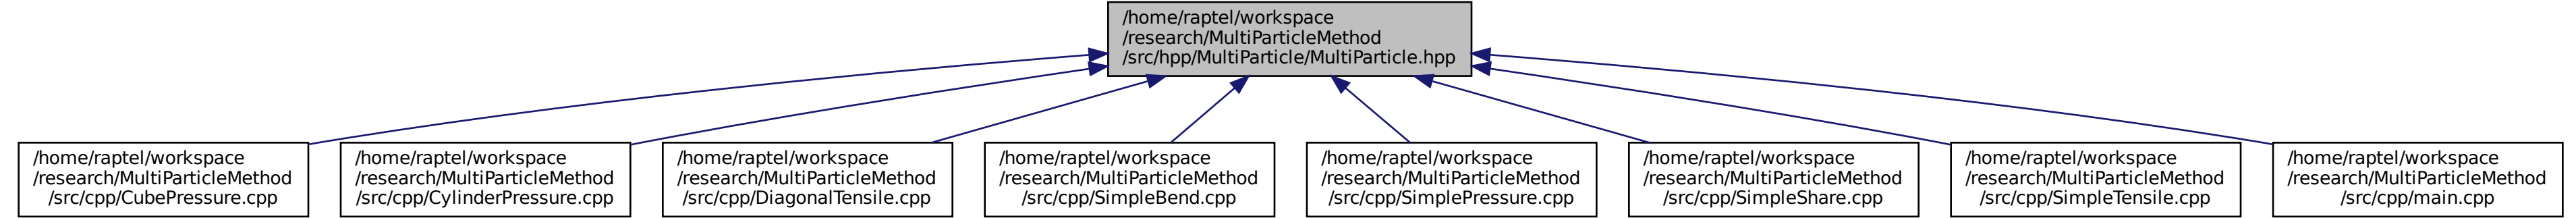 /home/raptel/workspace
/research/MultiParticleMethod
/src/hpp/MultiParticle/MultiParticle.hpp
/home/raptel/workspace
/research/MultiParticleMethod
/src/cpp/CubePressure.cpp
/home/raptel/workspace
/research/MultiParticleMethod
/src/cpp/CylinderPressure.cpp
/home/raptel/workspace
/research/MultiParticleMethod
/src/cpp/DiagonalTensile.cpp
/home/raptel/workspace
/research/MultiParticleMethod
/src/cpp/SimpleBend.cpp
/home/raptel/workspace
/research/MultiParticleMethod
/src/cpp/SimplePressure.cpp
/home/raptel/workspace
/research/MultiParticleMethod
/src/cpp/SimpleShare.cpp
/home/raptel/workspace
/research/MultiParticleMethod
/src/cpp/SimpleTensile.cpp
/home/raptel/workspace
/research/MultiParticleMethod
/src/cpp/main.cpp